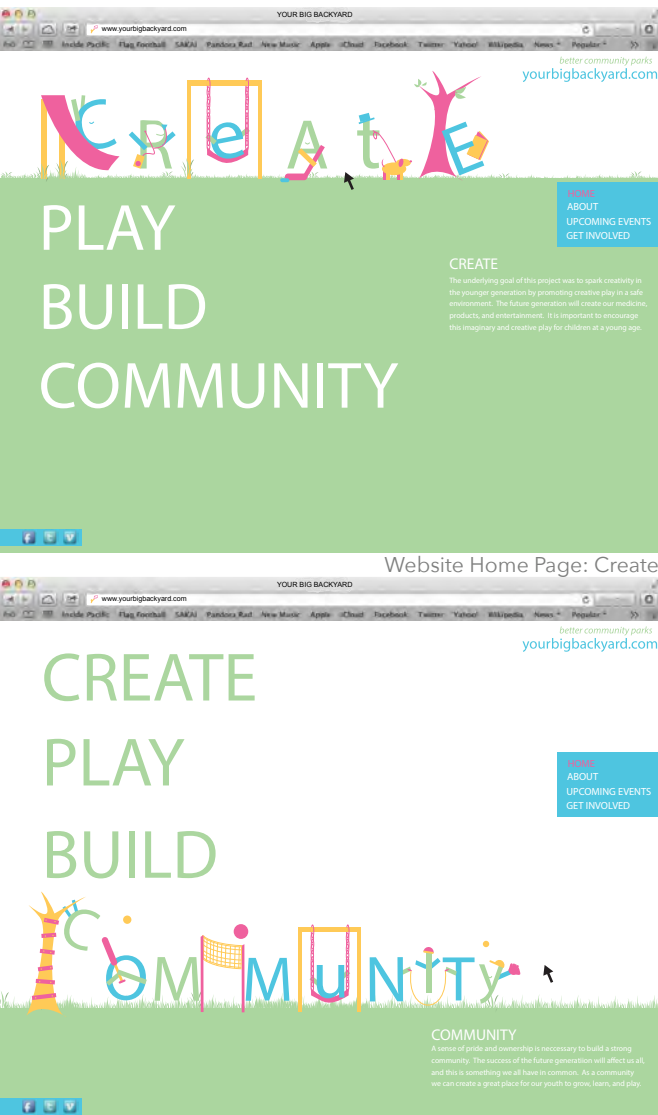 YOUR BIG BACKYARD
www.yourbigbackyard.com
Inside Pacific Flag Football SAKAI Pandora Rad New Music Apple iCloud Facebook Twitter Yahoo! Wikipedia News Popular
better community parks
yourbigbackyard.com
CReAtE
HOME
ABOUT
UPCOMING EVENTS
GET INVOLVED
PLAY
BUILD
COMMUNITY
CREATE
The underlying goal of this project was to spark creativity in
the younger generation by promoting creative play in a safe
environment. The future generation will create our medicine,
products, and entertainment. It is important to encourage
this imaginary and creative play for children at a young age.
Website Home Page: Create
YOUR BIG BACKYARD
www.yourbigbackyard.com
Inside Pacific Flag Football SAKAI Pandora Rad New Music Apple iCloud Facebook Twitter Yahoo! Wikipedia News Popular
better community parks
yourbigbackyard.com
CREATE
PLAY
BUILD
HOME
ABOUT
UPCOMING EVENTS
GET INVOLVED
COMMUNITy
COMMUNITY
A sense of pride and ownership is neccessary to build a strong
community. The success of the future generatiion will affect us all,
and this is something we all have in common. As a community
we can create a great place for our youth to grow, learn, and play.